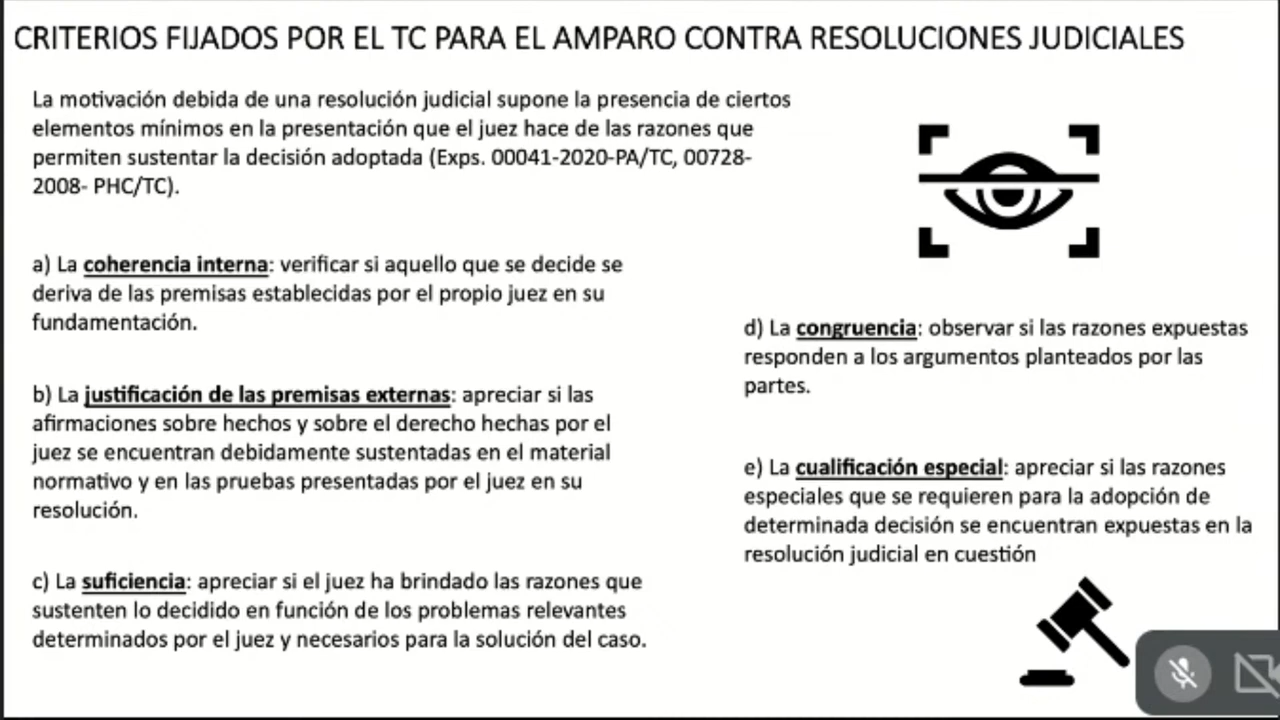 CRITERIOS FIJADOS POR EL TC PARA EL AMPARO CONTRA RESOLUCIONES JUDICIALES
La motivación debida de una resolución judicial supone la presencia de ciertos
elementos mínimos en la presentación que el juez hace de las razones que
permiten sustentar la decisión adoptada (Exps. 00041-2020-PA/TC, 00728-
2008- PHC/TC).
a) La coherencia interna: verificar si aquello que se decide se
deriva de las premisas establecidas por el propio juez en su
fundamentación.
b) La justificación de las premisas externas: apreciar si las
afirmaciones sobre hechos y sobre el derecho hechas por el
juez se encuentran debidamente sustentadas en el material
normativo y en las pruebas presentadas por el juez en su
resolución.
c) La suficiencia: apreciar si el juez ha brindado las razones que
sustenten lo decidido en función de los problemas relevantes
determinados por el juez y necesarios para la solución del caso.
d) La congruencia: observar si las razones expuestas
responden a los argumentos planteados por las
partes.
e) La cualificación especial: apreciar si las razones
especiales que se requieren para la adopción de
determinada decisión se encuentran expuestas en la
resolución judicial en cuestión